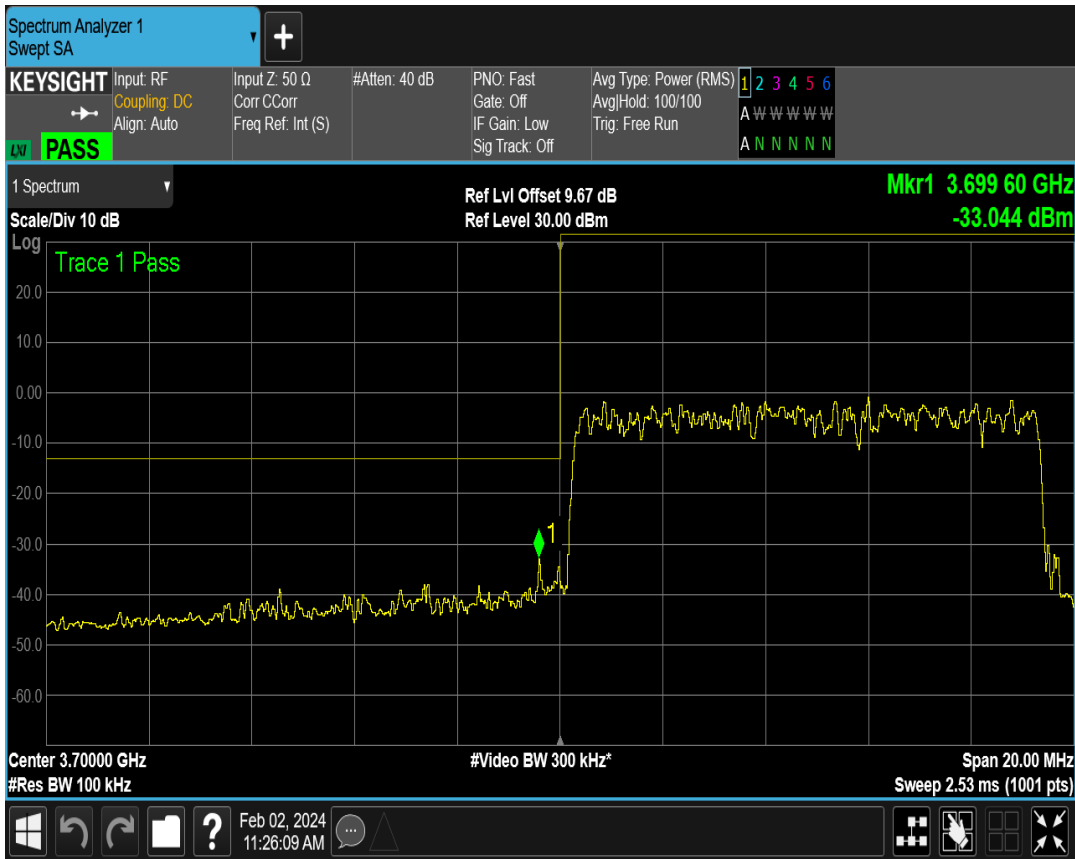 Spectrum Analyzer 1
Swept SA
+
KEYSIGHT
LXI PASS
Input: RF
Coupling: DC
Align: Auto
Input Z: 50 Ω
Corr CCorr
Freq Ref: Int (S)
#Atten: 40 dB
PNO: Fast
Gate: Off
IF Gain: Low
Sig Track: Off
Avg Type: Power (RMS)
Avg|Hold: 100/100
Trig: Free Run
1 2 3 4 5 6
A W W W W W
A N N N N N
1 Spectrum
Scale/Div 10 dB
Ref Lvl Offset 9.67 dB
Ref Level 30.00 dBm
Mkr1 3.699 60 GHz
-33.044 dBm
Log
Trace 1 Pass
20.0
10.0
0.00
-10.0
-20.0
-30.0
-40.0
-50.0
-60.0
1
Center 3.70000 GHz
#Res BW 100 kHz
#Video BW 300 kHz*
Span 20.00 MHz
Sweep 2.53 ms (1001 pts)
?
Feb 02, 2024
11:26:09 AM